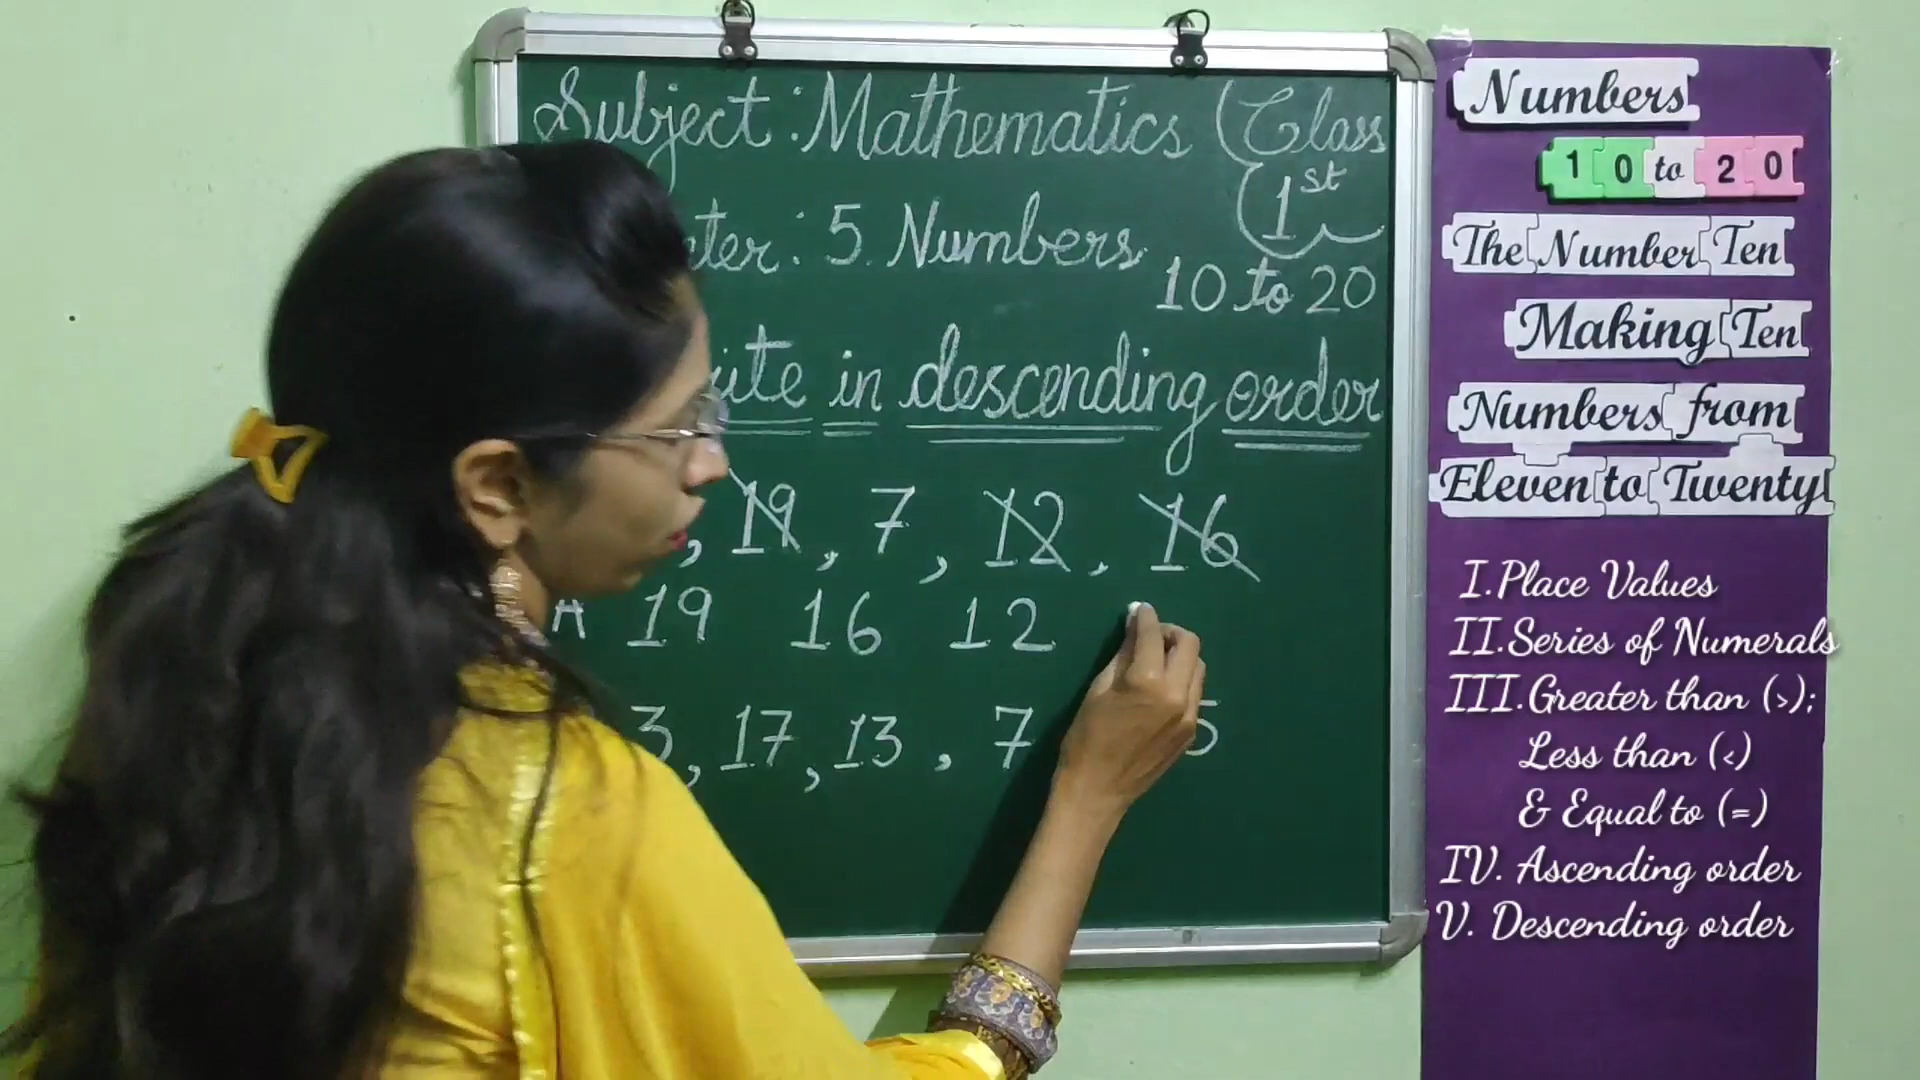 Subject : Mathematics (Class
1st
5. Numbers
10 to 20
in descending order
, 19, 7, 12, 16
A 19 16 12
3, 17, 13, 7 5
Numbers
10 to 20
The Number Ten
Making Ten
Numbers from
Eleven to Twenty
I.Place Values
II.Series of Numerals
III.Greater than (>);
Less than (<)
& Equal to (=)
IV. Ascending order
V. Descending order